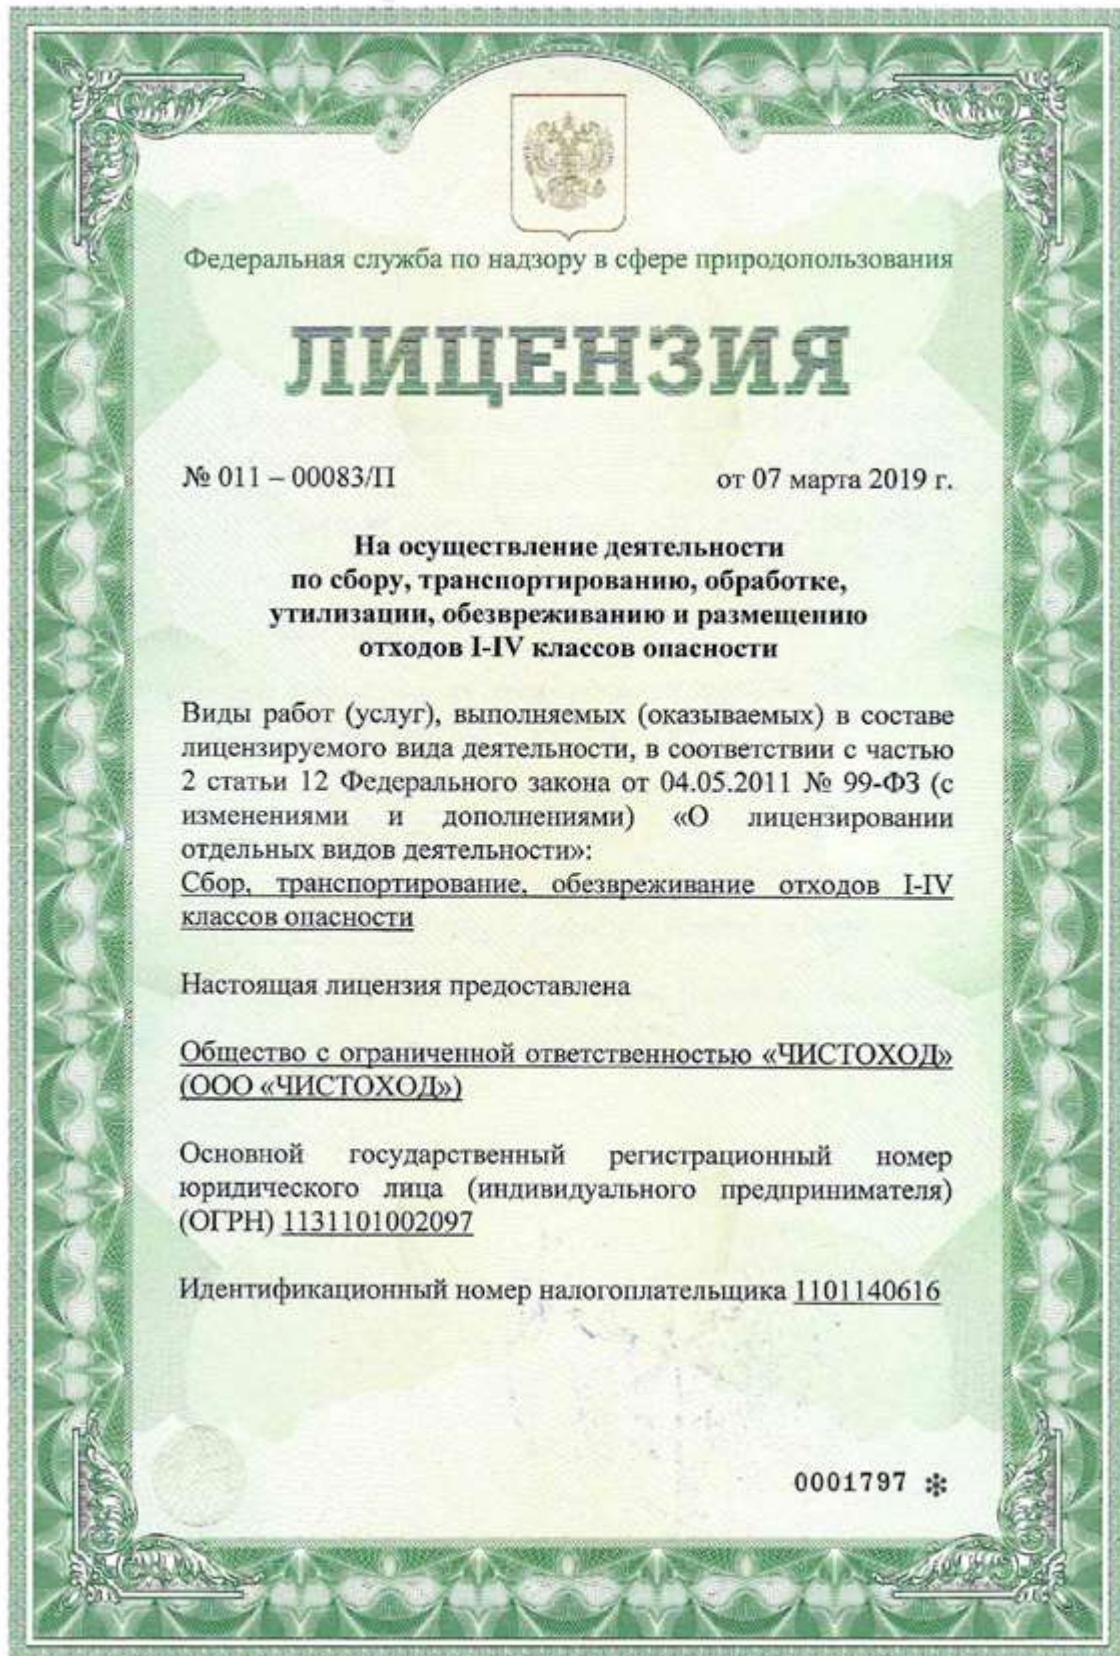 Федеральная служба по надзору в сфере природопользования
ЛИЦЕНЗИЯ
№ 011 – 00083/П от 07 марта 2019 г.
На осуществление деятельности
по сбору, транспортированию, обработке,
утилизации, обезвреживанию и размещению
отходов I-IV классов опасности
Виды работ (услуг), выполняемых (оказываемых) в составе
лицензируемого вида деятельности, в соответствии с частью
2 статьи 12 Федерального закона от 04.05.2011 № 99-ФЗ (с
изменениями и дополнениями) «О лицензировании
отдельных видов деятельности»:
Сбор, транспортирование, обезвреживание отходов I-IV
классов опасности
Настоящая лицензия предоставлена
Общество с ограниченной ответственностью «ЧИСТОХОД»
(ООО «ЧИСТОХОД»)
Основной государственный регистрационный номер
юридического лица (индивидуального предпринимателя)
(ОГРН) 1131101002097
Идентификационный номер налогоплательщика 1101140616
0001797 ✻